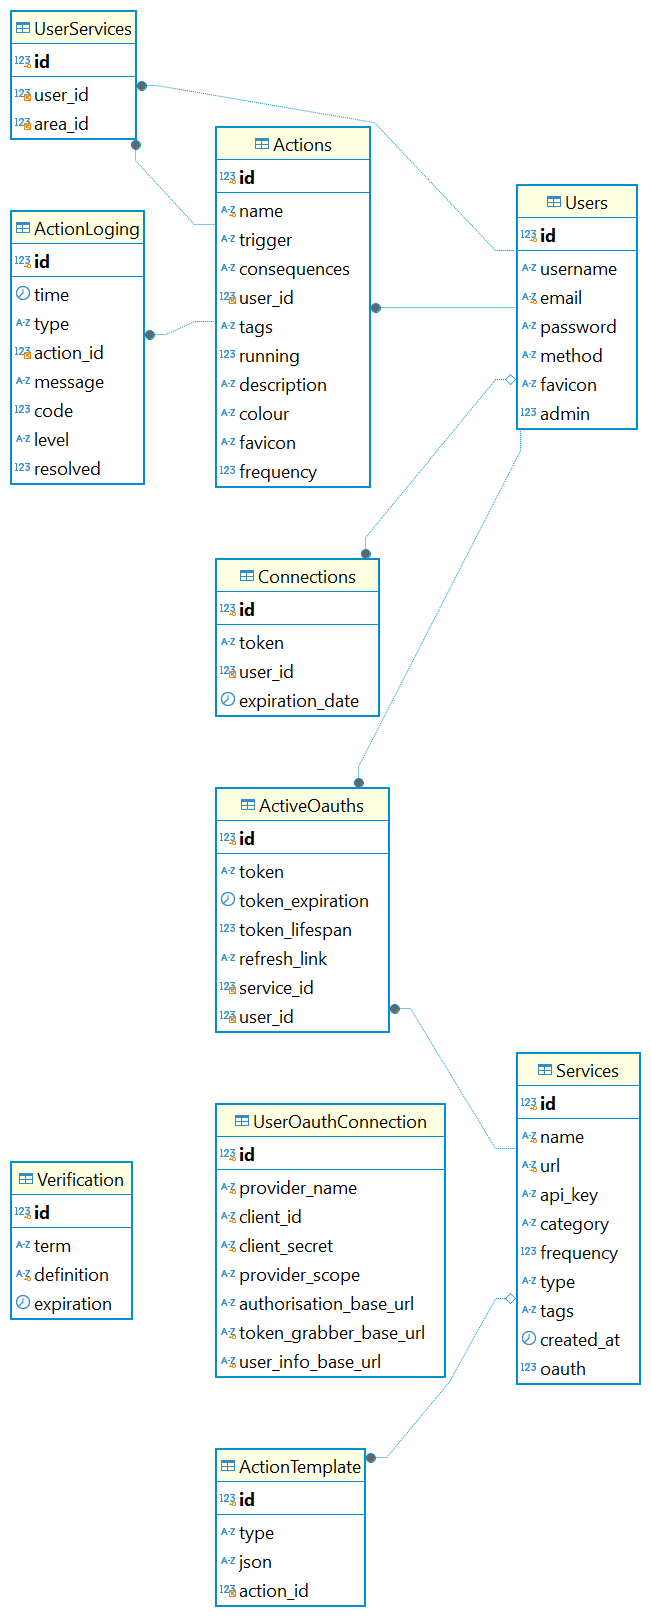 UserServices
123 id
123 user_id
123 area_id
Actions
123 id
A-Z name
A-Z trigger
A-Z consequences
123 user_id
A-Z tags
123 running
A-Z description
A-Z colour
A-Z favicon
123 frequency
Users
123 id
A-Z username
A-Z email
A-Z password
A-Z method
A-Z favicon
123 admin
ActionLoging
123 id
time
A-Z type
123 action_id
A-Z message
123 code
A-Z level
123 resolved
Connections
123 id
A-Z token
123 user_id
expiration_date
ActiveOauths
123 id
A-Z token
token_expiration
123 token_lifespan
A-Z refresh_link
123 service_id
123 user_id
Services
123 id
A-Z name
A-Z url
A-Z api_key
A-Z category
123 frequency
A-Z type
A-Z tags
created_at
123 oauth
UserOauthConnection
123 id
A-Z provider_name
A-Z client_id
A-Z client_secret
A-Z provider_scope
A-Z authorisation_base_url
A-Z token_grabber_base_url
A-Z user_info_base_url
Verification
123 id
A-Z term
A-Z definition
expiration
ActionTemplate
123 id
A-Z type
A-Z json
123 action_id